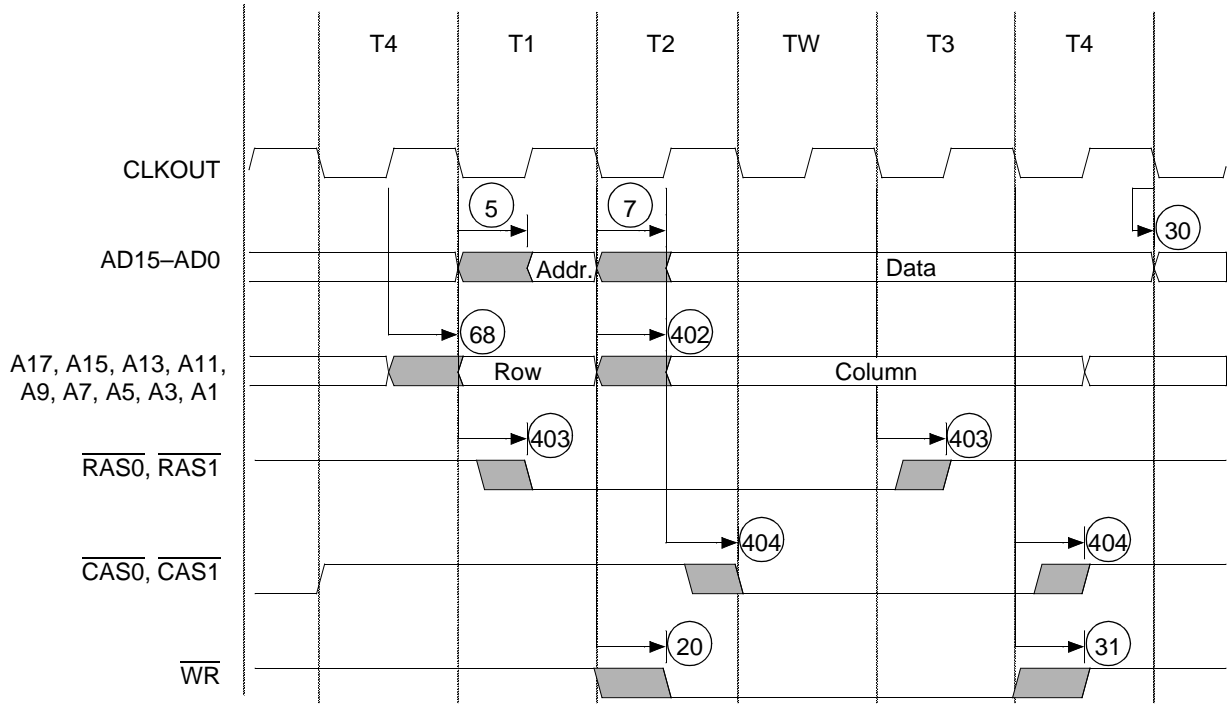 T4 T1 T2 TW T3 T4
CLKOUT
5 7 30
AD15–AD0 Addr. Data
68 402
A17, A15, A13, A11,
A9, A7, A5, A3, A1
Row Column
403 403
RAS0, RAS1
404 404
CAS0, CAS1
20 31
WR